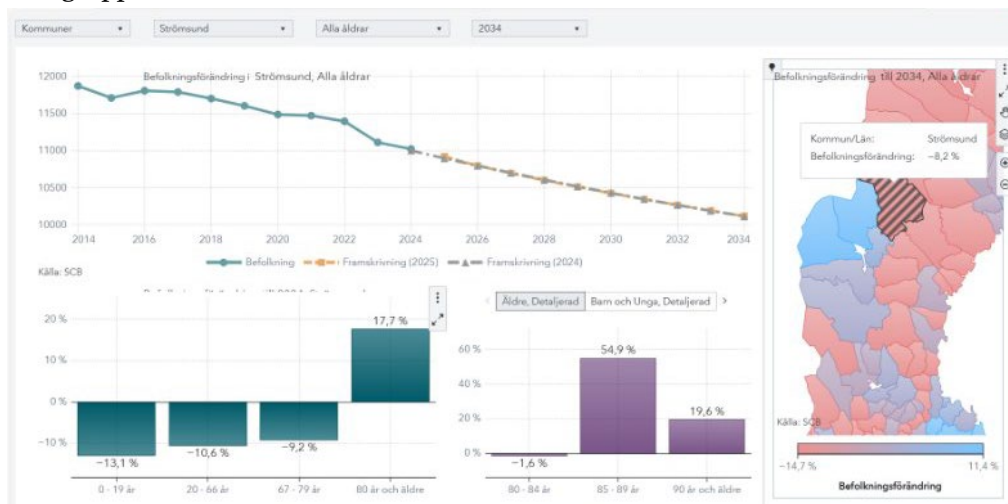 Kommuner
Strömsund
Alla åldrar
2034
Befolkningsförändring i Strömsund, Alla åldrar
12000
11500
11000
10500
10000
2014
2016
2018
2020
2022
2024
2026
2028
2030
2032
2034
Befolkning
Framskrivning (2025)
Framskrivning (2024)
Källa: SCB
20 %
10 %
0 %
−10 %
−13,1 %
−10,6 %
−9,2 %
17,7 %
0 - 19 år
20 - 66 år
67 - 79 år
80 år och äldre
Äldre, Detaljerad
Barn och Unga, Detaljerad
60 %
40 %
20 %
0 %
−1,6 %
54,9 %
19,6 %
80 - 84 år
85 - 89 år
90 år och äldre
Befolkningsförändring till 2034, Alla åldrar
Kommun/Län: Strömsund
Befolkningsförändring: −8,2 %
Källa: SCB
−14,7 %
11,4 %
Befolkningsförändring